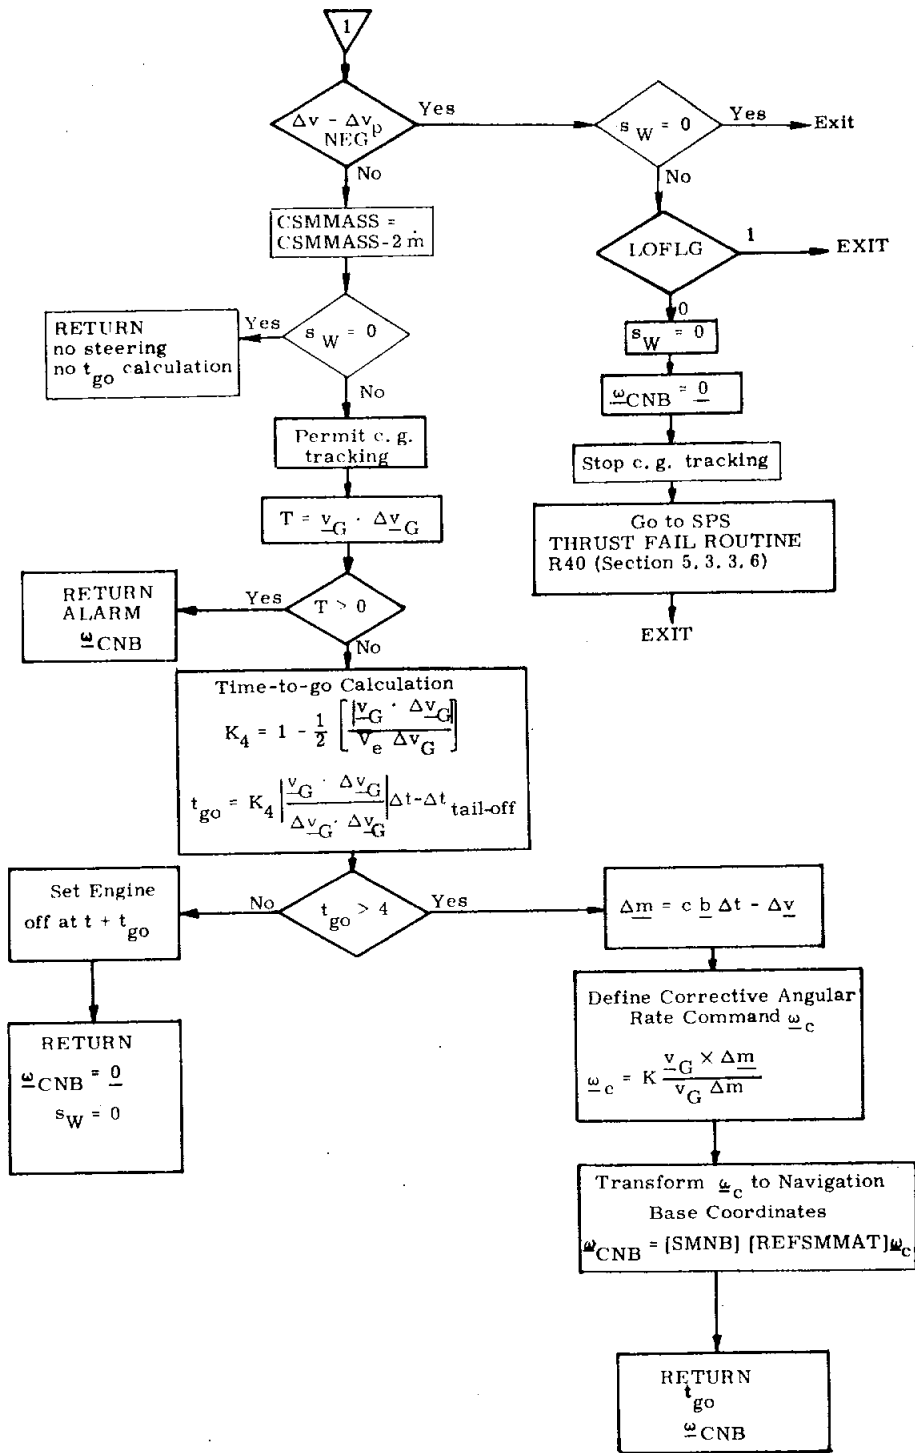 1
Δv - Δv_p
NEG
Yes
No
s_W = 0
Yes
Exit
No
CSMMASS =
CSMMASS-2 ṁ
LOFLG
1
EXIT
0
s_W = 0
Yes
No
RETURN
no steering
no t_go calculation
s_W = 0
ω_CNB = 0
Permit c. g.
tracking
Stop c. g. tracking
T = v_G · Δv_G
Go to SPS
THRUST FAIL ROUTINE
R40 (Section 5. 3. 3. 6)
EXIT
T > 0
Yes
No
RETURN
ALARM
ω_CNB
Time-to-go Calculation
K_4 = 1 - 1/2 [ |v_G · Δv_G| / V_e Δv_G ]
t_go = K_4 | v_G · Δv_G / Δv_G · Δv_G | Δt-Δt_tail-off
t_go > 4
No
Yes
Set Engine
off at t + t_go
RETURN
ω_CNB = 0
s_W = 0
Δm = c b Δt - Δv
Define Corrective Angular
Rate Command ω_c
ω_c = K v_G × Δm / v_G Δm
Transform ω_c to Navigation
Base Coordinates
ω_CNB = [SMNB] [REFSMMAT]ω_c
RETURN
t_go
ω_CNB